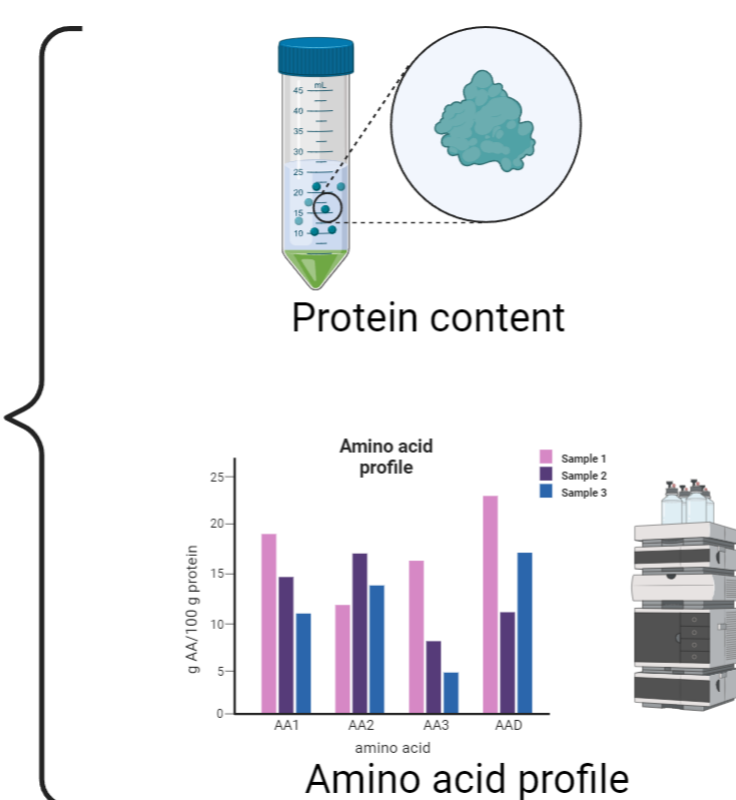 mL
45
40
35
30
25
20
15
10
Protein content
Amino acid
profile
Sample 1
Sample 2
Sample 3
g AA/100 g protein
25
20
15
10
5
0
AA1 AA2 AA3 AAD
amino acid
Amino acid profile